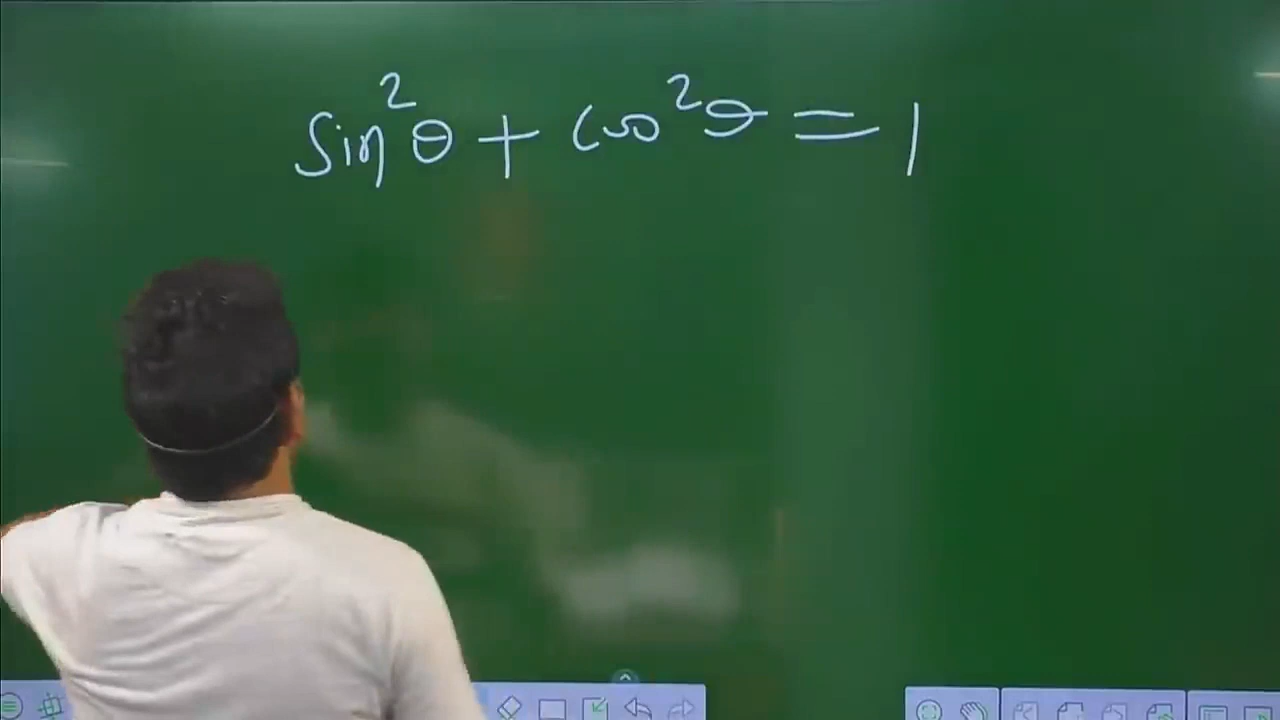 sin²θ + cos²θ = 1